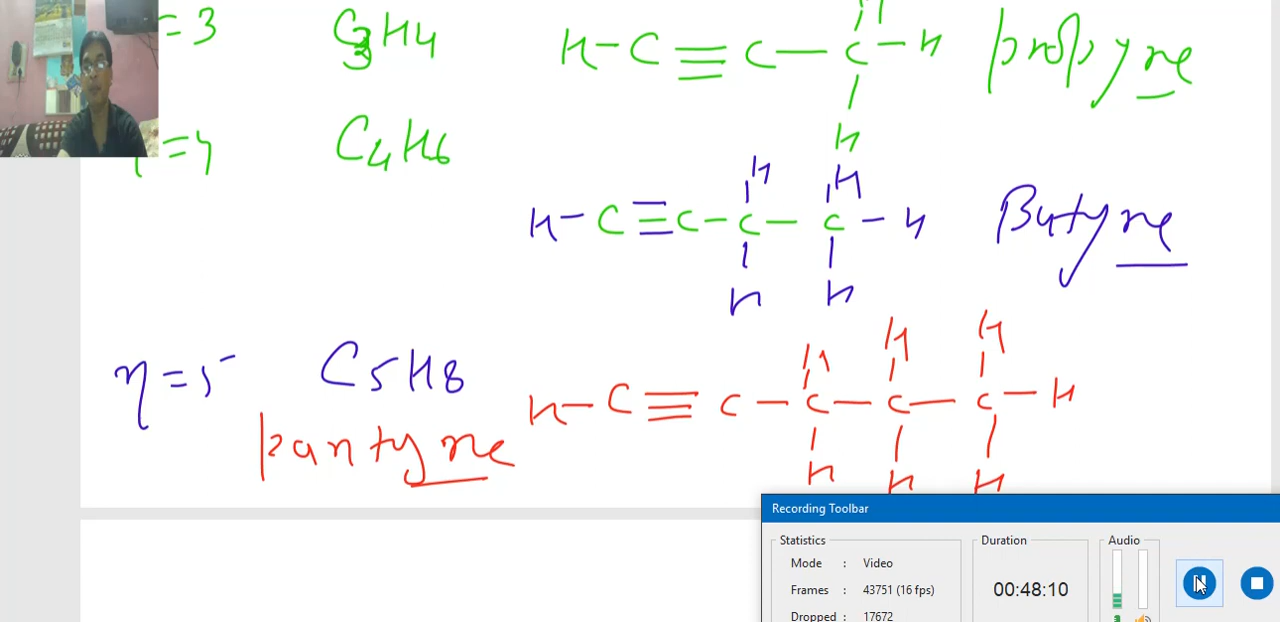 =3 C3H4 H-C≡C-C-H propyne
H
H
=4 C4H6
H H
H-C≡C-C-C-H Butyne
H H
H H H
η=5 C5H8 H-C≡C-C-C-C-H
pantyne
H H H
Recording Toolbar
Statistics Duration Audio
Mode : Video
Frames : 43751 (16 fps) 00:48:10
Dropped : 17672